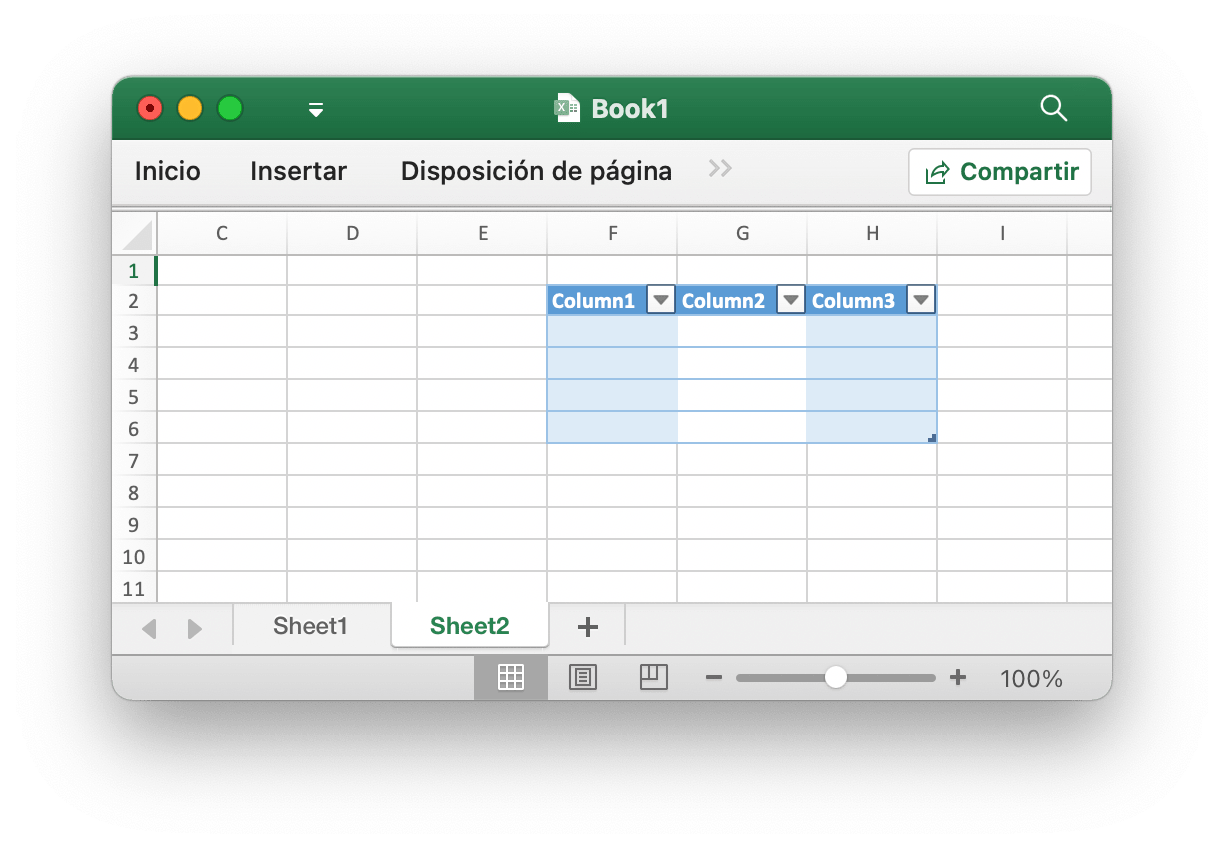 Book1
Inicio Insertar Disposición de página Compartir
C D E F G H I
1
2 Column1 Column2 Column3
3
4
5
6
7
8
9
10
11
Sheet1 Sheet2
100%